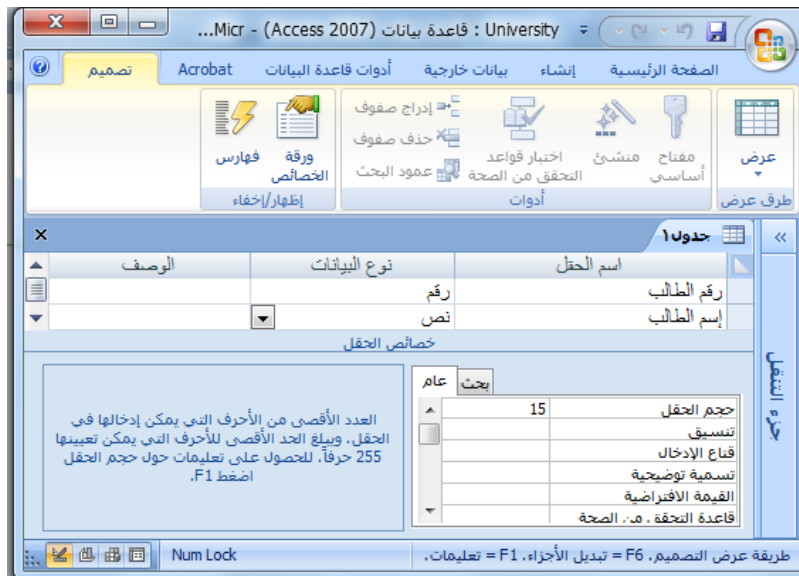 University : قاعدة بيانات (Access 2007) - Micr...
الصفحة الرئيسية إنشاء بيانات خارجية أدوات قاعدة البيانات Acrobat تصميم
عرض
طرق عرض
مفتاح أساسي
منشئ
اختبار قواعد التحقق من الصحة
إدراج صفوف
حذف صفوف
عمود البحث
أدوات
ورقة الخصائص
فهارس
إظهار/إخفاء
جدول١
اسم الحقل نوع البيانات الوصف
رقم الطالب رقم
إسم الطالب نص
خصائص الحقل
جزء التنقل
عام بحث
حجم الحقل 15
تنسيق
قناع الإدخال
تسمية توضيحية
القيمة الافتراضية
قاعدة التحقق من الصحة
العدد الأقصى من الأحرف التي يمكن إدخالها في
الحقل، ويبلغ الحد الأقصى للأحرف التي يمكن تعيينها
255 حرفاً. للحصول على تعليمات حول حجم الحقل
اضغط F1.
طريقة عرض التصميم. F6 = تبديل الأجزاء. F1 = تعليمات.
Num Lock